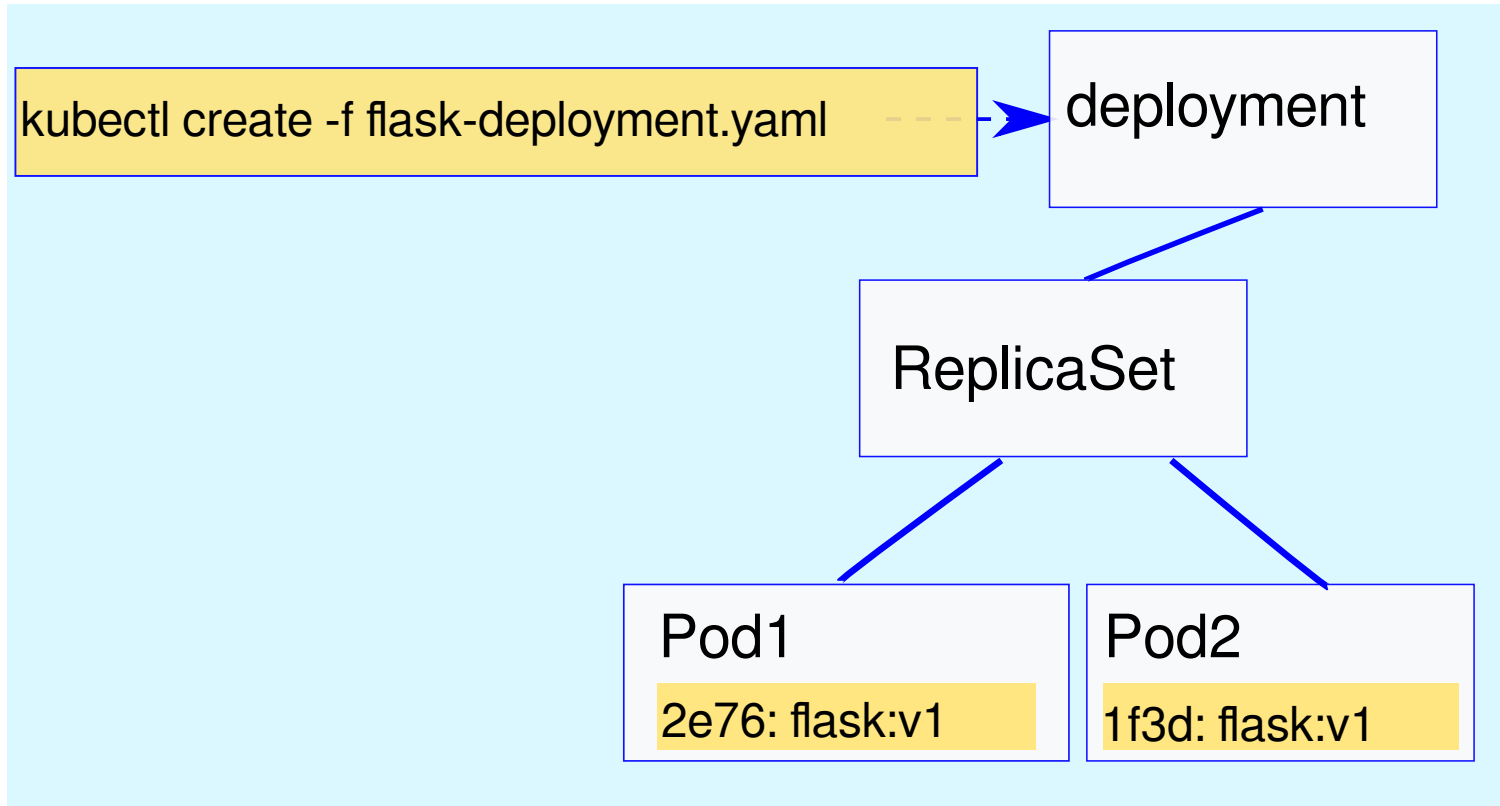 kubectl create -f flask-deployment.yaml
deployment
ReplicaSet
Pod1
2e76: flask:v1
Pod2
1f3d: flask:v1